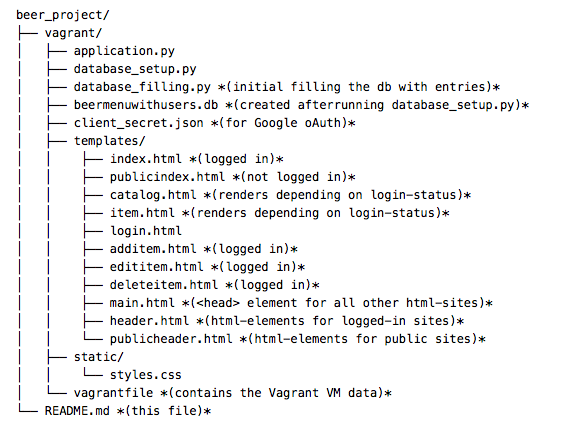 beer_project/
├── vagrant/
│   ├── application.py
│   ├── database_setup.py
│   ├── database_filling.py *(initial filling the db with entries)*
│   ├── beermenuwithusers.db *(created afterrunning database_setup.py)*
│   ├── client_secret.json *(for Google oAuth)*
│   ├── templates/
│   │   ├── index.html *(logged in)*
│   │   ├── publicindex.html *(not logged in)*
│   │   ├── catalog.html *(renders depending on login-status)*
│   │   ├── item.html *(renders depending on login-status)*
│   │   ├── login.html
│   │   ├── additem.html *(logged in)*
│   │   ├── edititem.html *(logged in)*
│   │   ├── deleteitem.html *(logged in)*
│   │   ├── main.html *(<head> element for all other html-sites)*
│   │   ├── header.html *(html-elements for logged-in sites)*
│   │   └── publicheader.html *(html-elements for public sites)*
│   ├── static/
│   │   └── styles.css
│   └── vagrantfile *(contains the Vagrant VM data)*
└── README.md *(this file)*